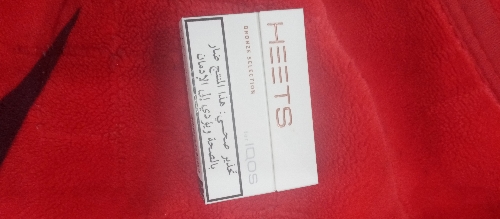 HEETS
BRONZE SELECTION
IQOS
تحذير صحي: هذا المنتج ضار
بالصحة ويؤدي إلى الإدمان